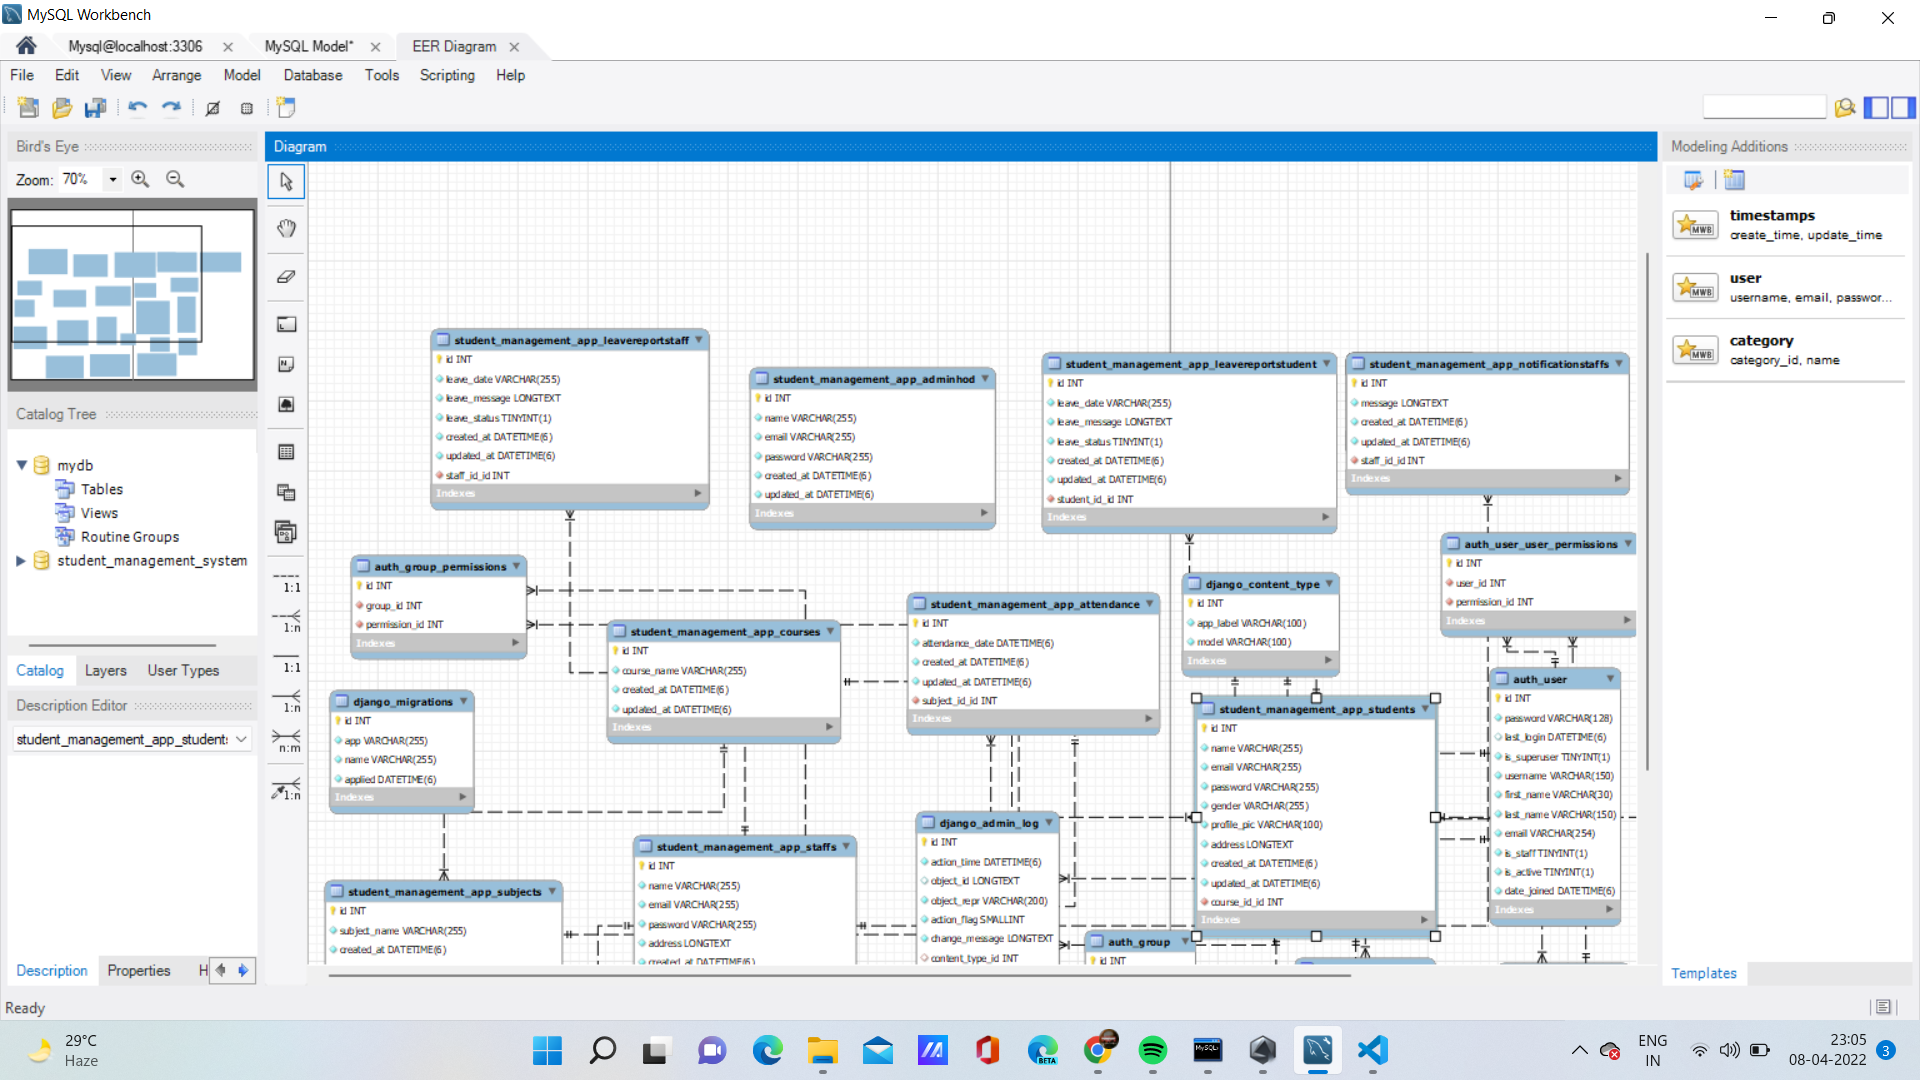 MySQL Workbench
Mysql@localhost:3306
MySQL Model*
EER Diagram
File Edit View Arrange Model Database Tools Scripting Help
Bird's Eye
Zoom: 70%
Catalog Tree
mydb
Tables
Views
Routine Groups
student_management_system
Catalog Layers User Types
Description Editor
student_management_app_student:
Description Properties H
Diagram
1:1
1:n
1:1
1:n
n:m
1:n
student_management_app_leavereportstaff
id INT
leave_date VARCHAR(255)
leave_message LONGTEXT
leave_status TINYINT(1)
created_at DATETIME(6)
updated_at DATETIME(6)
staff_id_id INT
Indexes
student_management_app_adminhod
id INT
name VARCHAR(255)
email VARCHAR(255)
password VARCHAR(255)
created_at DATETIME(6)
updated_at DATETIME(6)
Indexes
student_management_app_leavereportstudent
id INT
leave_date VARCHAR(255)
leave_message LONGTEXT
leave_status TINYINT(1)
created_at DATETIME(6)
updated_at DATETIME(6)
student_id_id INT
Indexes
student_management_app_notificationstaffs
id INT
message LONGTEXT
created_at DATETIME(6)
updated_at DATETIME(6)
staff_id_id INT
Indexes
auth_group_permissions
id INT
group_id INT
permission_id INT
Indexes
student_management_app_courses
id INT
course_name VARCHAR(255)
created_at DATETIME(6)
updated_at DATETIME(6)
Indexes
student_management_app_attendance
id INT
attendance_date DATETIME(6)
created_at DATETIME(6)
updated_at DATETIME(6)
subject_id_id INT
Indexes
django_content_type
id INT
app_label VARCHAR(100)
model VARCHAR(100)
Indexes
auth_user_user_permissions
id INT
user_id INT
permission_id INT
Indexes
django_migrations
id INT
app VARCHAR(255)
name VARCHAR(255)
applied DATETIME(6)
Indexes
student_management_app_students
id INT
name VARCHAR(255)
email VARCHAR(255)
password VARCHAR(255)
gender VARCHAR(255)
profile_pic VARCHAR(100)
address LONGTEXT
created_at DATETIME(6)
updated_at DATETIME(6)
course_id_id INT
Indexes
auth_user
id INT
password VARCHAR(128)
last_login DATETIME(6)
is_superuser TINYINT(1)
username VARCHAR(150)
first_name VARCHAR(30)
last_name VARCHAR(150)
email VARCHAR(254)
is_staff TINYINT(1)
is_active TINYINT(1)
date_joined DATETIME(6)
Indexes
student_management_app_subjects
id INT
subject_name VARCHAR(255)
created_at DATETIME(6)
student_management_app_staffs
id INT
name VARCHAR(255)
email VARCHAR(255)
password VARCHAR(255)
address LONGTEXT
created_at DATETIME(6)
django_admin_log
id INT
action_time DATETIME(6)
object_id LONGTEXT
object_repr VARCHAR(200)
action_flag SMALLINT
change_message LONGTEXT
content_type_id INT
auth_group
id INT
Modeling Additions
MWB
timestamps
create_time, update_time
MWB
user
username, email, passwor...
MWB
category
category_id, name
Templates
Ready
29°C
Haze
BETA
MySQL
ENG
IN
23:05
08-04-2022
3